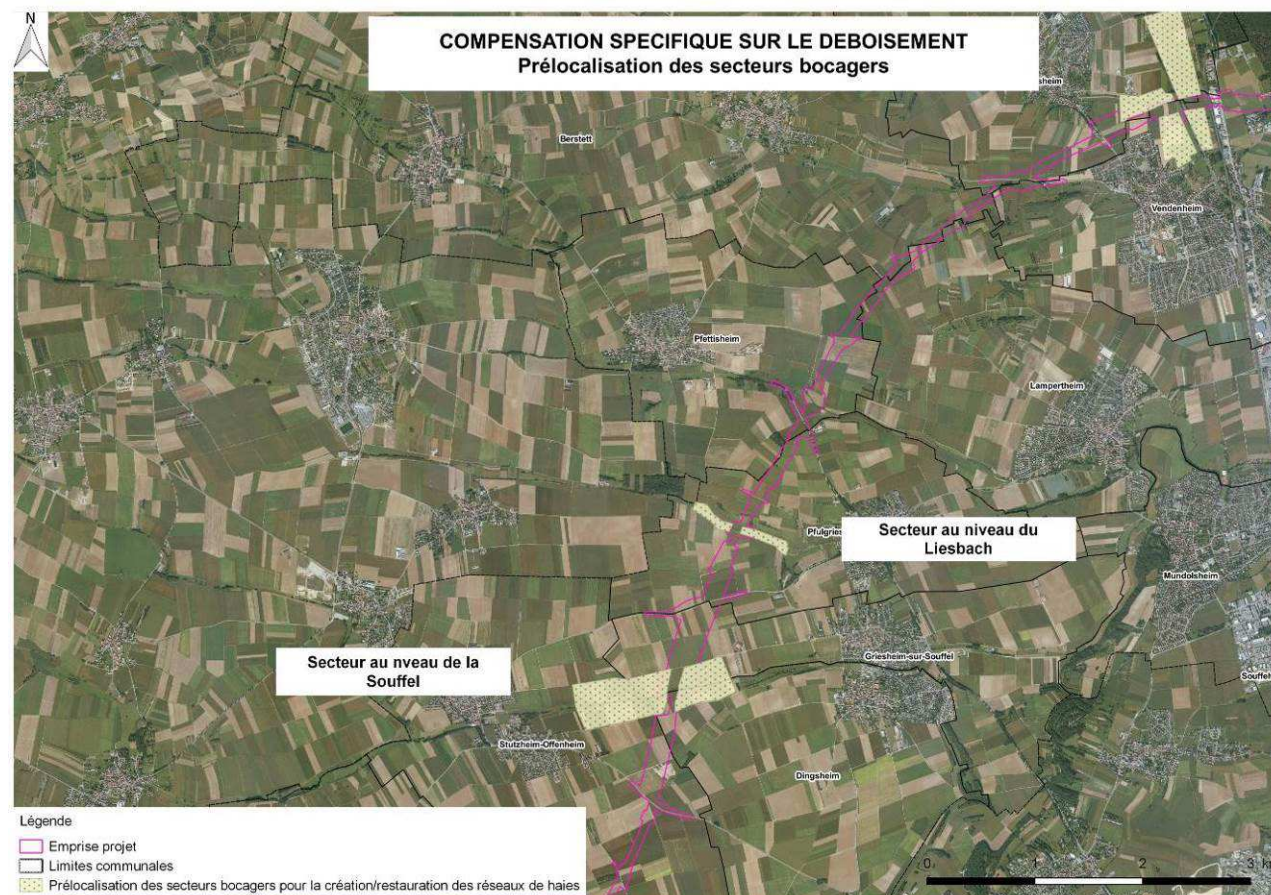 N
COMPENSATION SPECIFIQUE SUR LE DEBOISEMENT
Prélocalisation des secteurs bocagers
Berstett
Vendenheim
Pfettisheim
Lampertheim
Secteur au niveau du
Liesbach
Mundolsheim
Secteur au nveau de la
Souffel
Griesheim-sur-Souffel
Stutzheim-Offenheim
Dingsheim
Légende
Emprise projet
Limites communales
Prélocalisation des secteurs bocagers pour la création/restauration des réseaux de haies
0 1 2 3